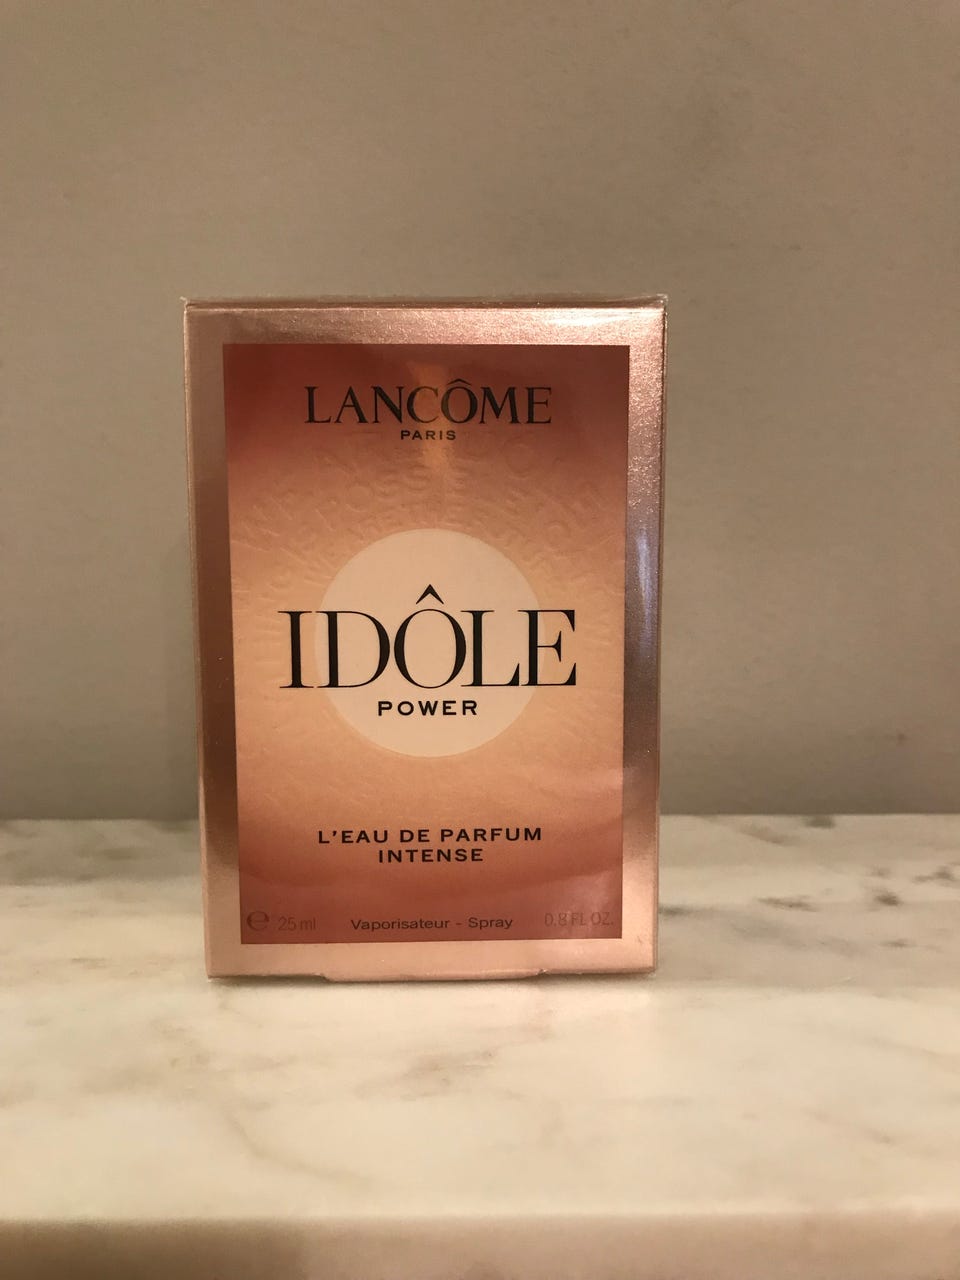 LANCÔME
PARIS
IDÔLE
POWER
L'EAU DE PARFUM
INTENSE
℮ 25 ml Vaporisateur - Spray 0.8 FL.OZ.